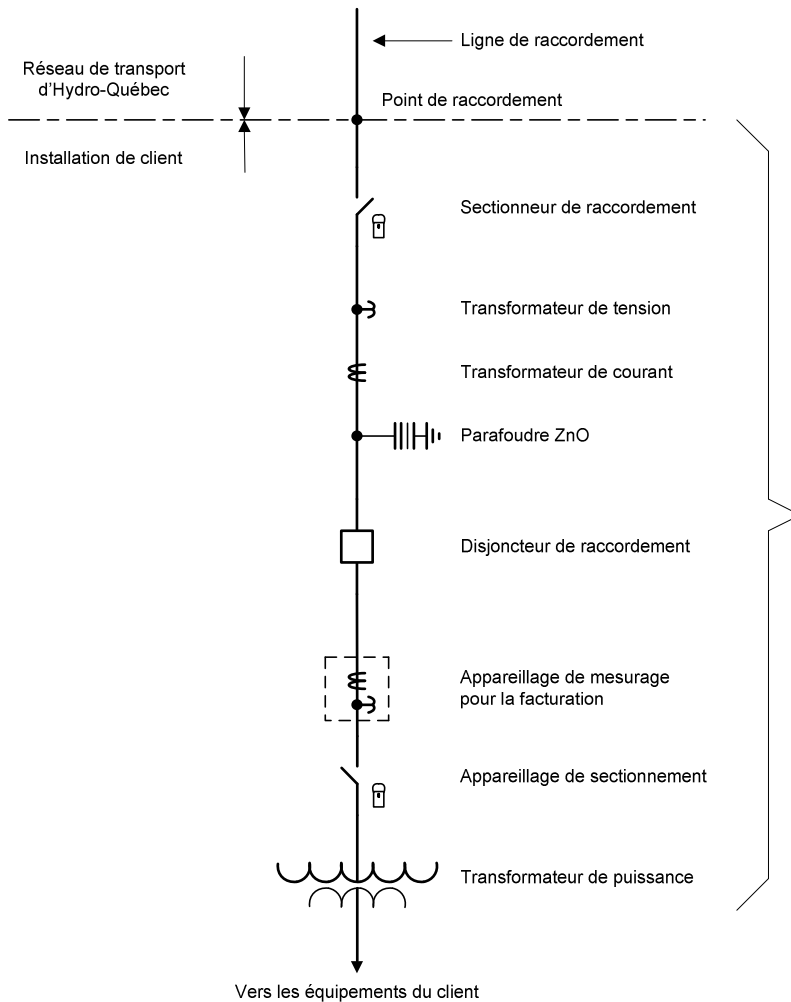 Ligne de raccordement
Réseau de transport
d'Hydro-Québec
Point de raccordement
Installation de client
Sectionneur de raccordement
Transformateur de tension
Transformateur de courant
Parafoudre ZnO
Disjoncteur de raccordement
Appareillage de mesurage
pour la facturation
Appareillage de sectionnement
Transformateur de puissance
Vers les équipements du client